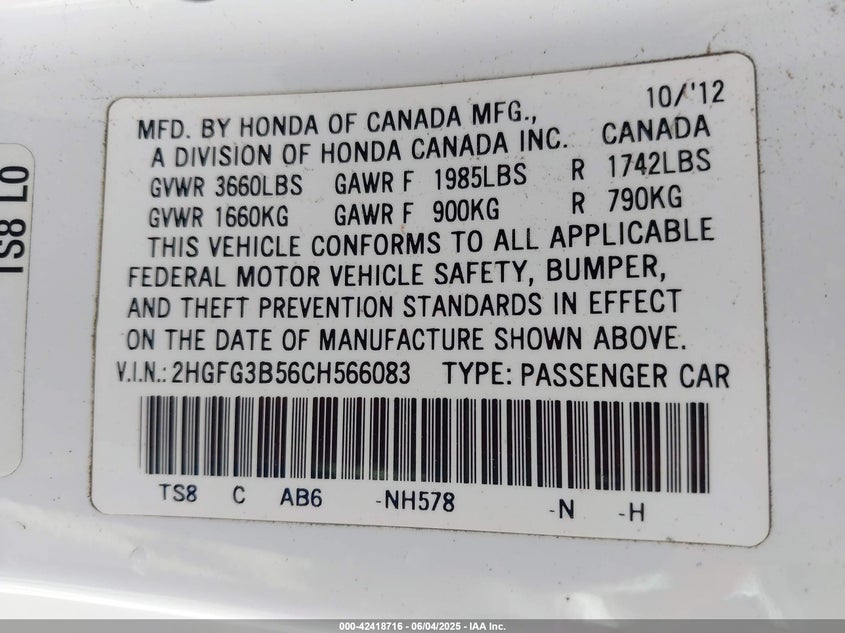 10/'12
MFD. BY HONDA OF CANADA MFG.,
A DIVISION OF HONDA CANADA INC. CANADA
GVWR 3660LBS GAWR F 1985LBS R 1742LBS
GVWR 1660KG GAWR F 900KG R 790KG
THIS VEHICLE CONFORMS TO ALL APPLICABLE
FEDERAL MOTOR VEHICLE SAFETY, BUMPER,
AND THEFT PREVENTION STANDARDS IN EFFECT
ON THE DATE OF MANUFACTURE SHOWN ABOVE.
V.I.N.: 2HGFG3B56CH566083 TYPE: PASSENGER CAR
TS8 C AB6 -NH578 -N -H
TS8 L0
000-42418716 - 06/04/2025 - IAA Inc.